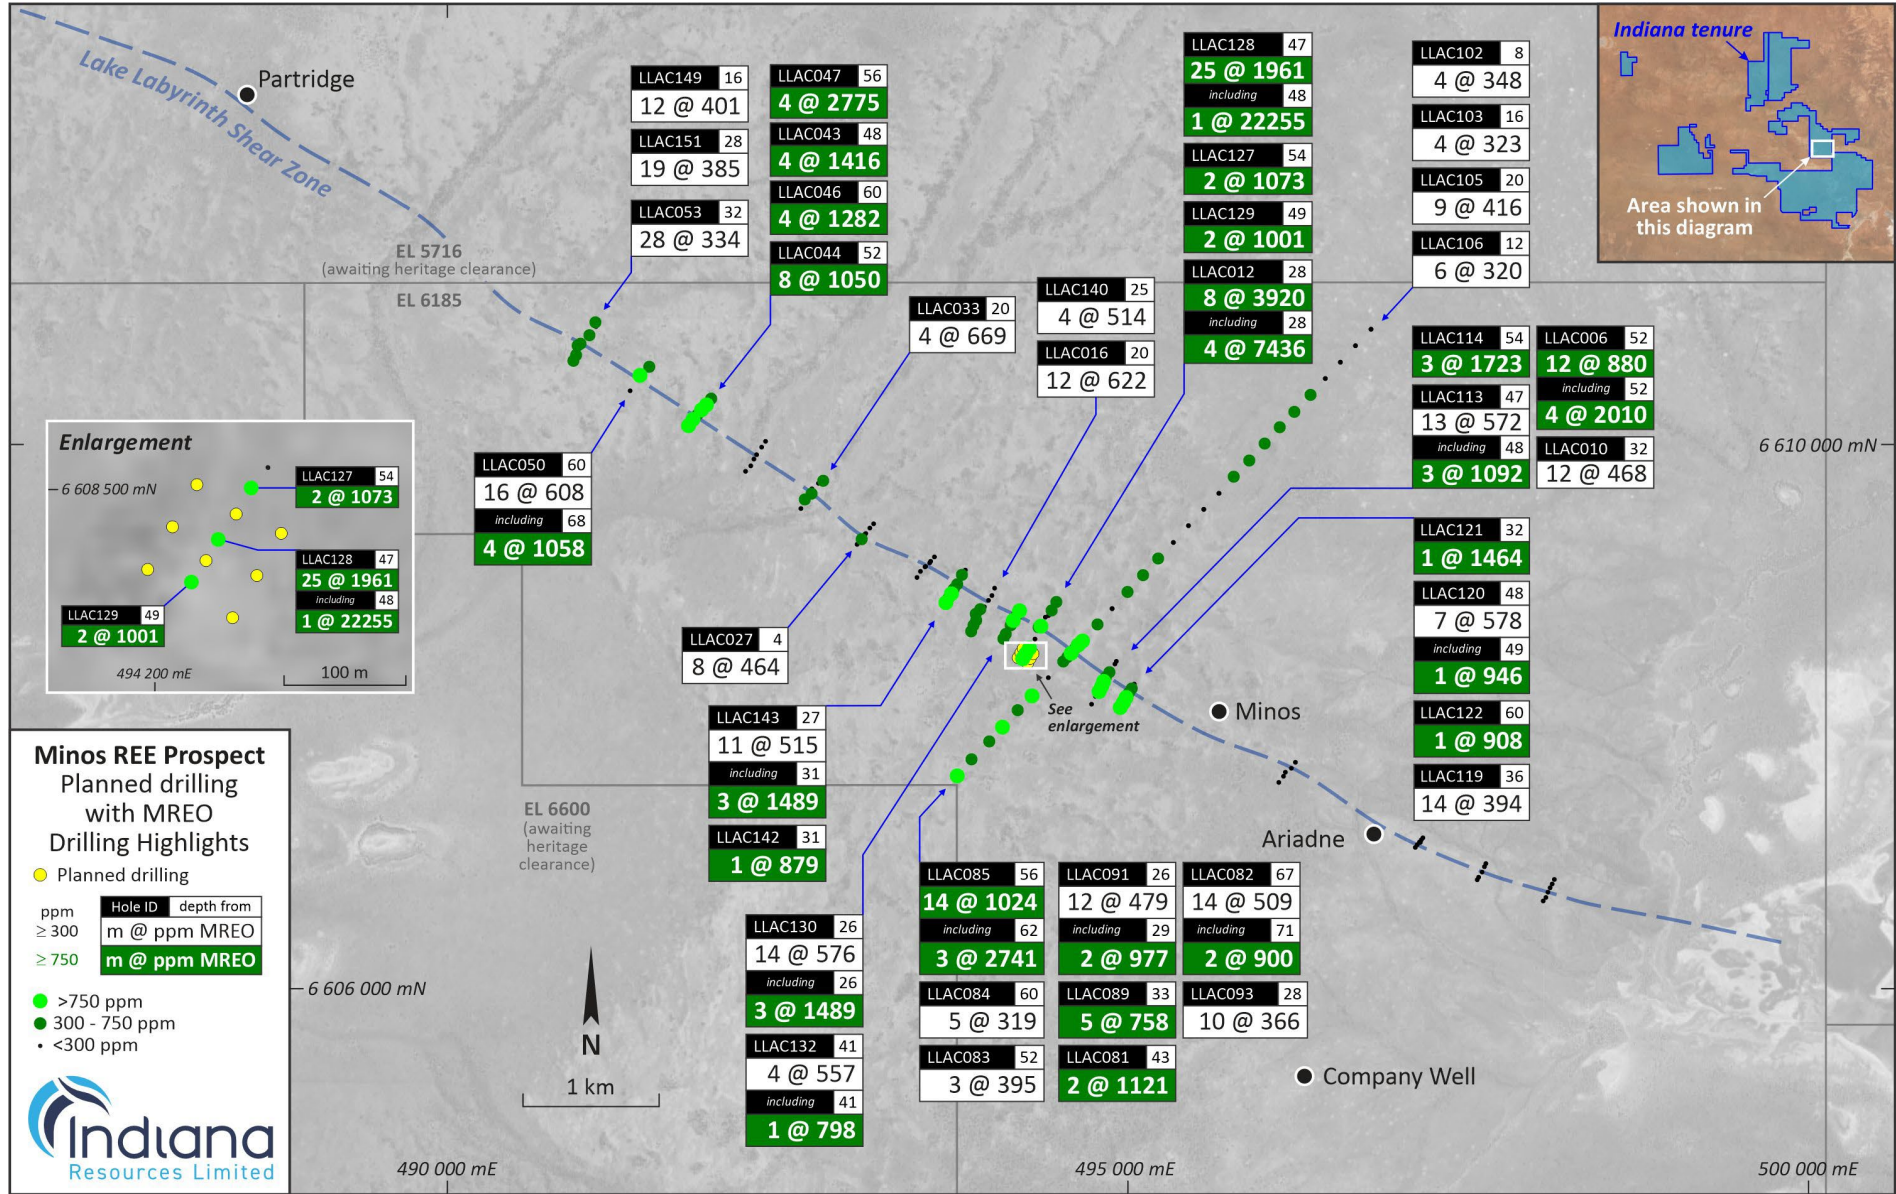 Lake Labyrinth Shear Zone
Partridge
EL 5716
(awaiting heritage clearance)
EL 6185
LLAC149 16
12 @ 401
LLAC151 28
19 @ 385
LLAC053 32
28 @ 334
LLAC047 56
4 @ 2775
LLAC043 48
4 @ 1416
LLAC046 60
4 @ 1282
LLAC044 52
8 @ 1050
LLAC033 20
4 @ 669
LLAC140 25
4 @ 514
LLAC016 20
12 @ 622
LLAC128 47
25 @ 1961
including 48
1 @ 22255
LLAC127 54
2 @ 1073
LLAC129 49
2 @ 1001
LLAC012 28
8 @ 3920
including 28
4 @ 7436
LLAC102 8
4 @ 348
LLAC103 16
4 @ 323
LLAC105 20
9 @ 416
LLAC106 12
6 @ 320
Indiana tenure
Area shown in
this diagram
LLAC114 54
3 @ 1723
LLAC113 47
13 @ 572
including 48
3 @ 1092
LLAC006 52
12 @ 880
including 52
4 @ 2010
LLAC010 32
12 @ 468
6 610 000 mN
LLAC121 32
1 @ 1464
LLAC120 48
7 @ 578
including 49
1 @ 946
LLAC122 60
1 @ 908
LLAC119 36
14 @ 394
Enlargement
6 608 500 mN
LLAC127 54
2 @ 1073
LLAC128 47
25 @ 1961
including 48
1 @ 22255
LLAC129 49
2 @ 1001
494 200 mE
100 m
LLAC050 60
16 @ 608
including 68
4 @ 1058
LLAC027 4
8 @ 464
LLAC143 27
11 @ 515
including 31
3 @ 1489
LLAC142 31
1 @ 879
See
enlargement
Minos
Ariadne
Company Well
EL 6600
(awaiting
heritage
clearance)
LLAC130 26
14 @ 576
including 26
3 @ 1489
LLAC132 41
4 @ 557
including 41
1 @ 798
LLAC085 56
14 @ 1024
including 62
3 @ 2741
LLAC084 60
5 @ 319
LLAC083 52
3 @ 395
LLAC091 26
12 @ 479
including 29
2 @ 977
LLAC089 33
5 @ 758
LLAC081 43
2 @ 1121
LLAC082 67
14 @ 509
including 71
2 @ 900
LLAC093 28
10 @ 366
Minos REE Prospect
Planned drilling
with MREO
Drilling Highlights
Planned drilling
ppm
Hole ID depth from
≥ 300 m @ ppm MREO
≥ 750 m @ ppm MREO
>750 ppm
300 - 750 ppm
<300 ppm
Indiana
Resources Limited
6 606 000 mN
N
1 km
490 000 mE
495 000 mE
500 000 mE